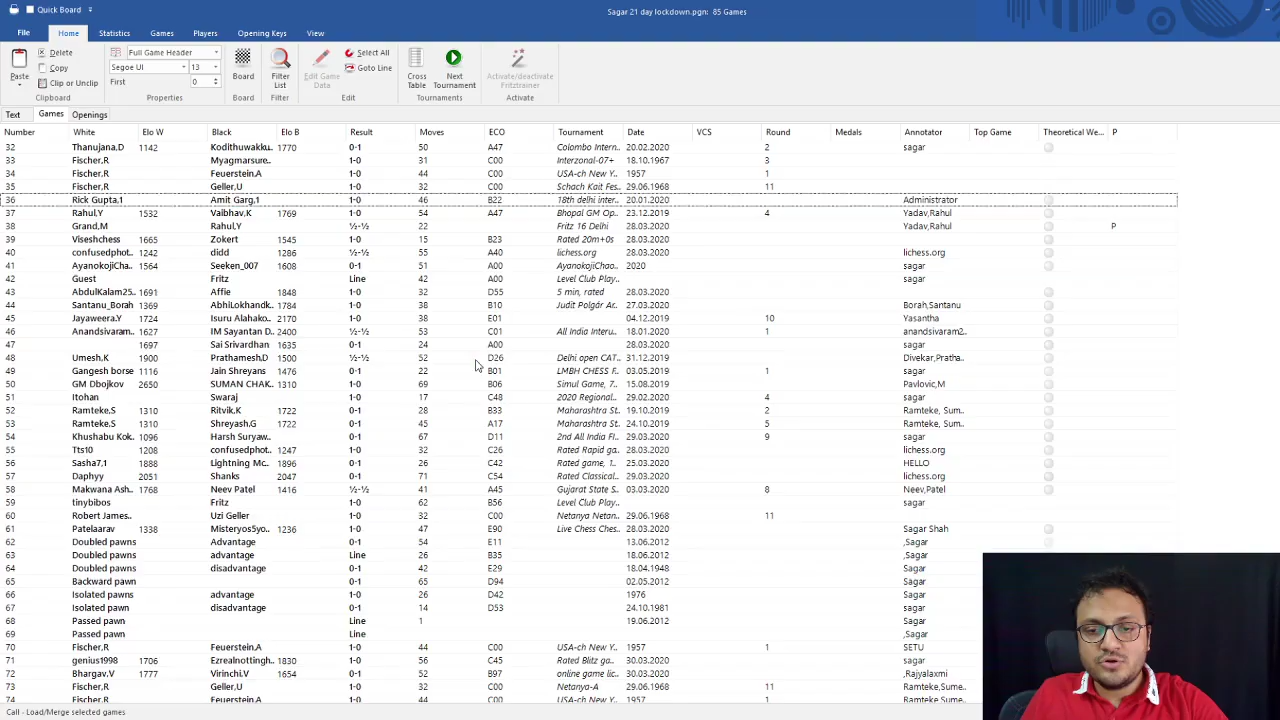 Quick Board
Sagar 21 day lockdown.pgn: 85 Games
File Home Statistics Games Players Opening Keys View
Paste Delete Copy Clip or Unclip Clipboard
Full Game Header Segoe UI 13 First 0 Properties
Board Board
Filter List Filter
Edit Game Data Select All Goto Line Edit
Cross Table Next Tournament Tournaments
Activate/deactivate Fritztrainer Activate
Text Games Openings
Number White Elo W Black Elo B Result Moves ECO Tournament Date VCS Round Medals Annotator Top Game Theoretical We... P
32 Thanujana,D 1142 Kodithuwakku.. 1770 0-1 50 A47 Colombo Intern.. 20.02.2020 2 sagar
33 Fischer,R Myagmarsure.. 1-0 31 C00 Interzonal-07+ 18.10.1967 3
34 Fischer,R Feuerstein,A 1-0 44 C00 USA-ch New Y.. 29.06.1957 1
35 Fischer,R Geller,U 1-0 32 C00 Schach Kait Fes.. 29.06.1968 11
36 Rick Gupta,1 Amit Garg,1 1-0 46 B22 18th delhi inter.. 20.01.2020 Administrator
37 Rahul,Y 1532 Vaibhav,K 1769 1-0 54 A47 Bhopal GM Op.. 23.12.2019 4 Yadav,Rahul
38 Grand,M Rahul,Y ½-½ 22 Fritz 16 Delhi 28.03.2020 Yadav,Rahul P
39 Viseshchess 1665 Zokert 1545 1-0 15 B23 Rated 20m+0s 28.03.2020
40 confusedphot.. 1242 didd 1286 ½-½ 55 A40 lichess.org 28.03.2020 lichess.org
41 AyanokojiCha.. 1564 Seeken_007 1608 0-1 51 A00 AyanokojiChao.. 2020 sagar
42 Guest Fritz Line 42 A00 Level Club Play.. sagar
43 AbdulKalam25.. 1691 Affie 1848 0-1 34 D55 5 min, rated 28.03.2020
44 Santanu_Borah 1369 AbhiLokhandk.. 1784 1-0 38 B10 Judit Polgár Ar.. 27.03.2020 Borah,Santanu
45 Jayaweera.Y 1724 Isuru Alahako.. 2170 1-0 38 E01 04.12.2019 10 Yasantha
46 Anandsivaram.. 1627 IM Sayantan D.. 2400 ½-½ 53 C01 All India Interu.. 18.01.2020 1 anandsivaram2..
47 1697 Sai Srivardhan 0-1 24 A00 28.03.2020 sagar
48 Umesh,K 1900 Prathamesh,D 1500 ½-½ 52 D26 Delhi open CAT.. 31.12.2019 Divekar,Pratha..
49 Gangesh borse 1116 Jain Shreyans 1476 0-1 22 B01 LMBH CHESS F.. 03.05.2019 1 sagar
50 GM Dbojkov 2650 SUMAN CHAK.. 1310 1-0 69 B06 Simul Game, 7.. 15.08.2019 Pavlovic,M
51 Itohan Swaraj 0-1 17 C48 2020 Regional.. 29.02.2020 4 sagar
52 Ramteke,S 1310 Ritvik,K 1722 0-1 28 B33 Maharashtra St.. 19.10.2019 2 Ramteke, Sum..
53 Ramteke,S 1310 Shreyash,G 1722 0-1 45 A17 Maharashtra St.. 24.10.2019 5 Ramteke, Sum..
54 Khushabu Kok.. 1096 Harsh Suryaw.. 0-1 67 D11 2nd All India FI.. 29.03.2020 9 sagar
55 Tts10 1208 confusedphot.. 1247 1-0 32 C26 Rated Rapid ga.. 28.03.2020 lichess.org
56 Sasha7,1 1888 Lightning Mc.. 1896 1-0 26 C42 Rated game, 1.. 25.03.2020 HELLO
57 Daphyy 2051 Shanks 2047 0-1 71 C54 Rated Classical.. 29.03.2020 lichess.org
58 Makwana Ash.. 1768 Neev Patel 1416 ½-½ 41 A45 Gujarat State S.. 03.03.2020 8 Neev,Patel
59 tinybibos Fritz 0-1 62 B56 Level Club Play.. sagar
60 Robert James.. Uzi Geller 1-0 32 C00 Netanya Netan.. 29.06.1968 11
61 Patelaarav 1338 MisteryosSyo.. 1236 0-1 47 E90 Live Chess Ches.. 28.03.2020 Sagar Shah
62 Doubled pawns Advantage 0-1 54 E11 13.06.2012 ,Sagar
63 Doubled pawns advantage Line 26 B35 18.06.2012 ,Sagar
64 Doubled pawns disadvantage 0-1 42 E29 18.04.1948 Sagar
65 Backward pawn 0-1 65 D94 02.05.2012 Sagar
66 Isolated pawns advantage 1-0 26 D42 1976 Sagar
67 Isolated pawn disadvantage 0-1 14 D53 24.10.1981 sagar
68 Passed pawn Line 1 19.06.2012 ,Sagar
69 Passed pawn Line ,Sagar
70 Fischer,R Feuerstein,A 1-0 44 C00 USA-ch New Y.. 1957 1 SETU
71 genius1998 1706 Ezrealnottingh.. 1830 1-0 56 C45 Rated Blitz ga.. 30.03.2020 sagar
72 Bhargav.V 1777 Virinchi.V 1654 0-1 52 B97 online game lic.. 30.03.2020 ,Rajyalaxmi
73 Fischer,R Geller,U 1-0 32 C00 Netanya-A 29.06.1968 11 Ramteke,Sume..
74 Fischer,R Feuerstein,A 1-0 44 C00 USA-ch New Y.. 1957 1 Ramteke,Sume..
Call - Load/Merge selected games